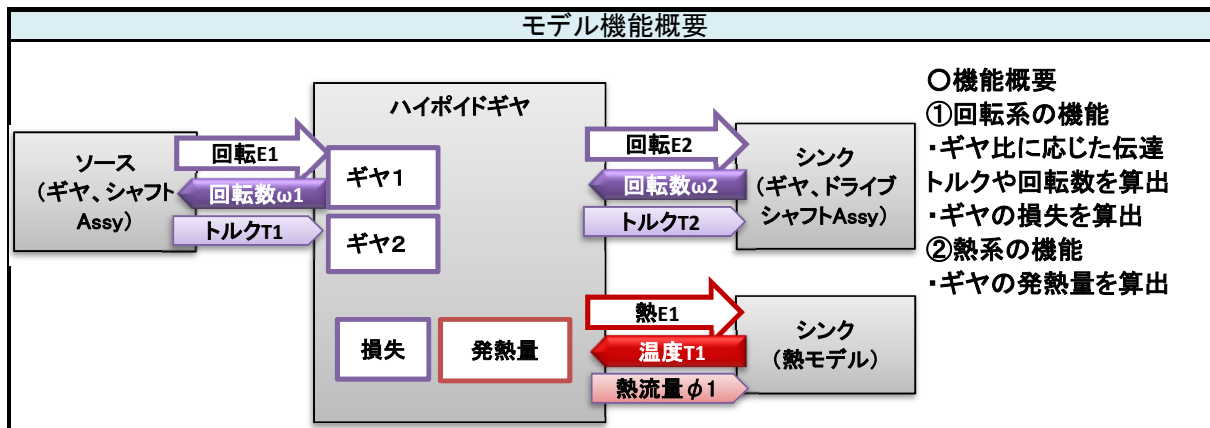 モデル機能概要
ハイポイドギヤ
ソース
(ギヤ、シャフト
Assy)
回転E1
回転数ω1
トルクT1
ギヤ1
ギヤ2
損失
発熱量
回転E2
回転数ω2
トルクT2
シンク
(ギヤ、ドライブ
シャフトAssy)
熱E1
温度T1
熱流量φ1
シンク
(熱モデル)
〇機能概要
①回転系の機能
・ギヤ比に応じた伝達
トルクや回転数を算出
・ギヤの損失を算出
②熱系の機能
・ギヤの発熱量を算出